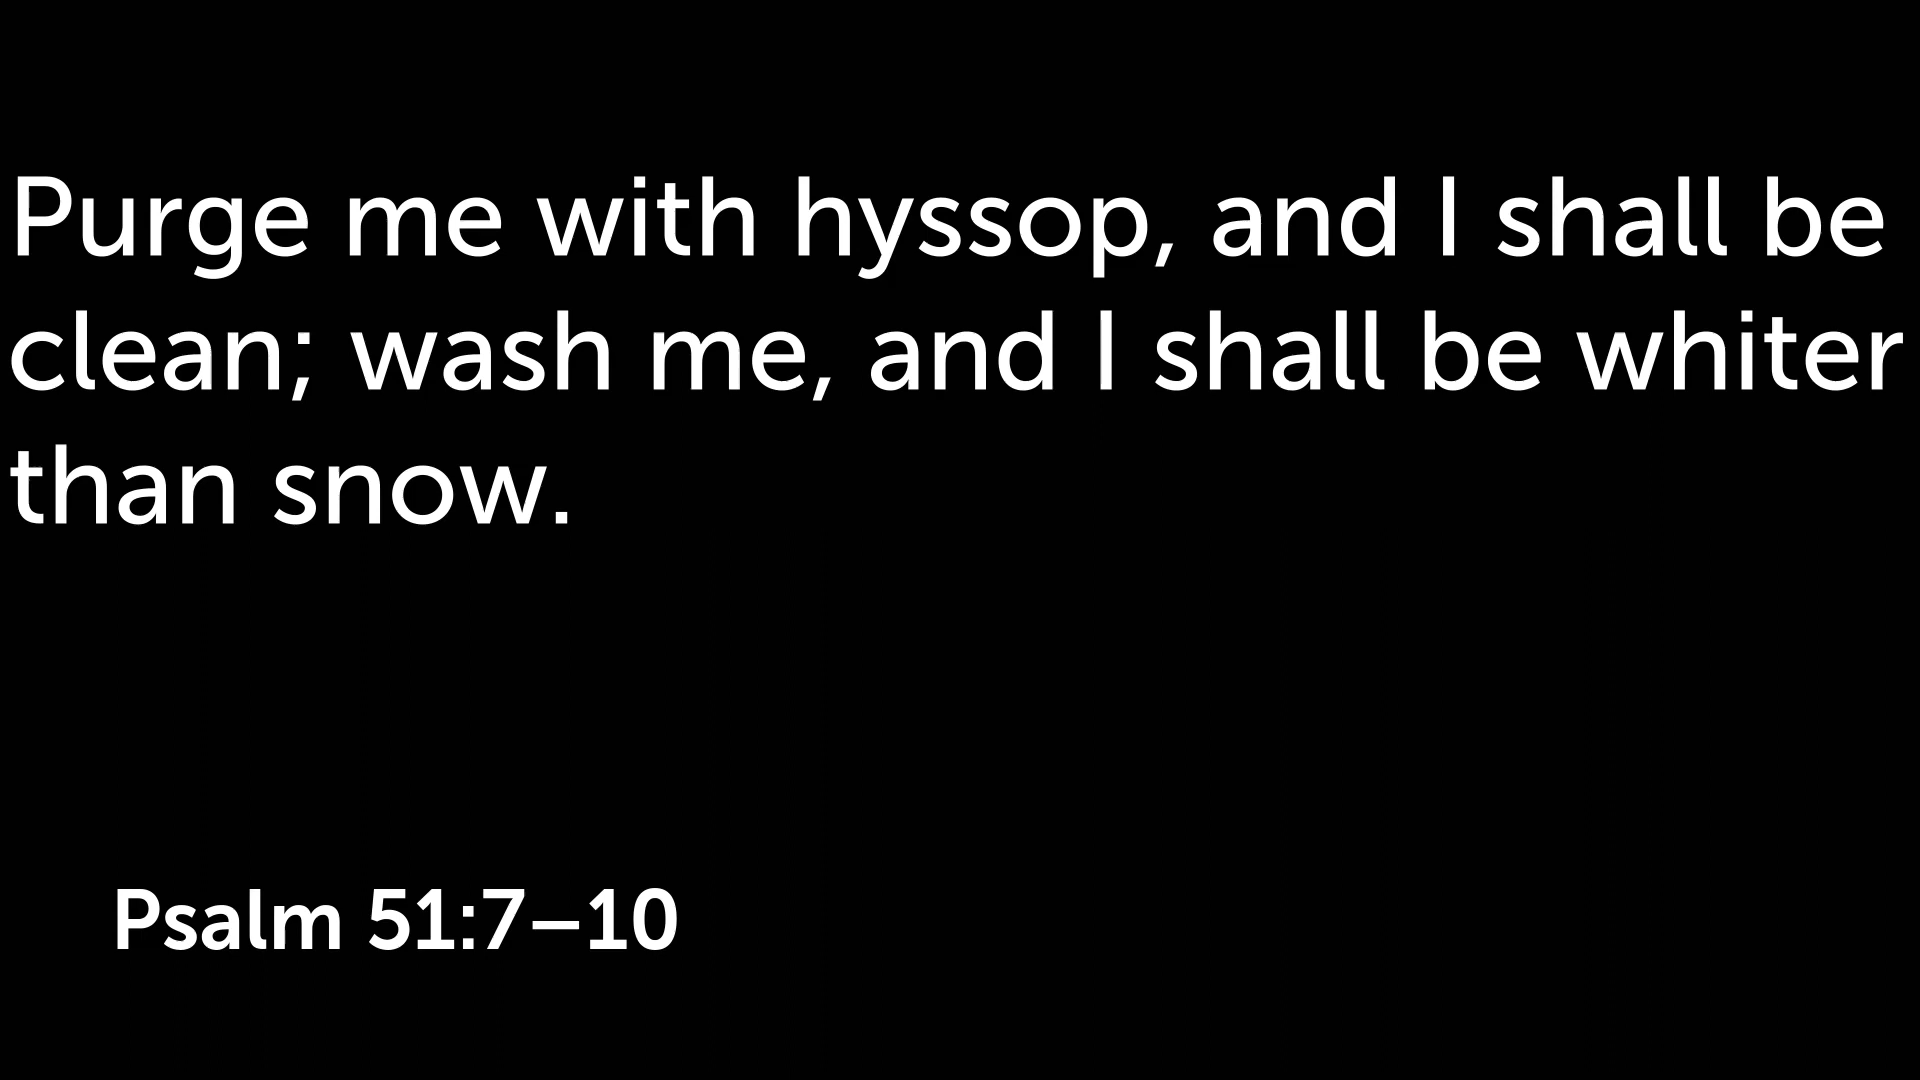 Purge me with hyssop, and I shall be
clean; wash me, and I shall be whiter
than snow.
Psalm 51:7–10